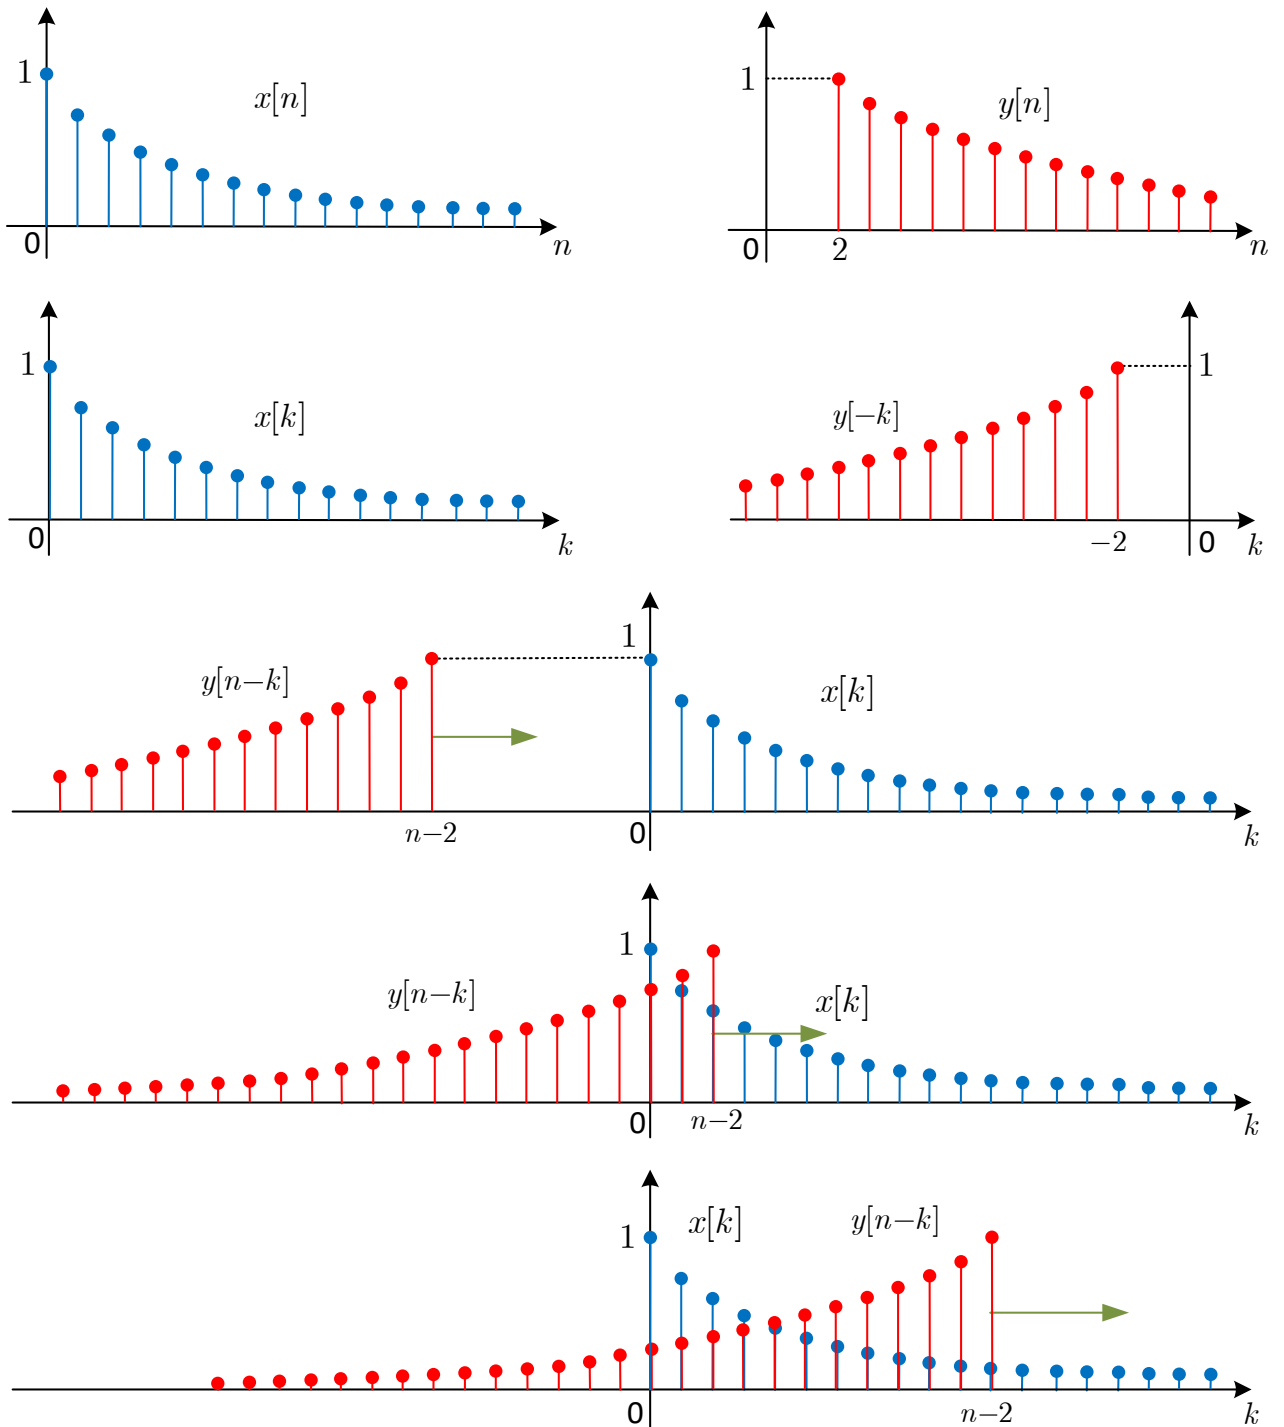 1 x[n] 1 y[n]
0 n 0 2 n
1 x[k] y[−k] 1
0 k −2 0 k
y[n−k] 1 x[k]
n−2 0 k
1 y[n−k] x[k]
0 n−2 k
1 x[k] y[n−k]
0 n−2 k